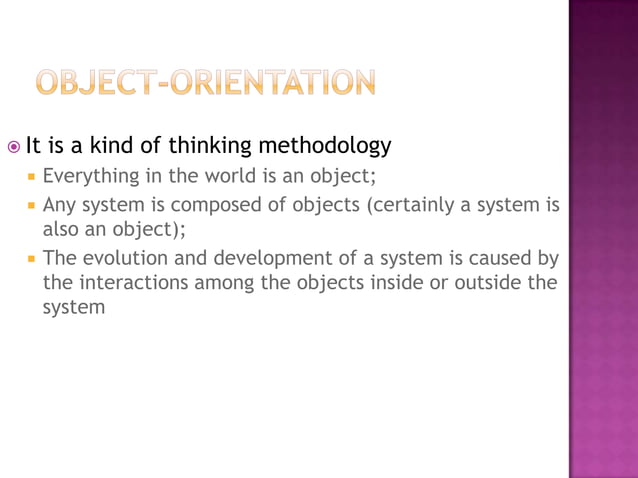 OBJECT-ORIENTATION
It is a kind of thinking methodology
Everything in the world is an object;
Any system is composed of objects (certainly a system is
also an object);
The evolution and development of a system is caused by
the interactions among the objects inside or outside the
system